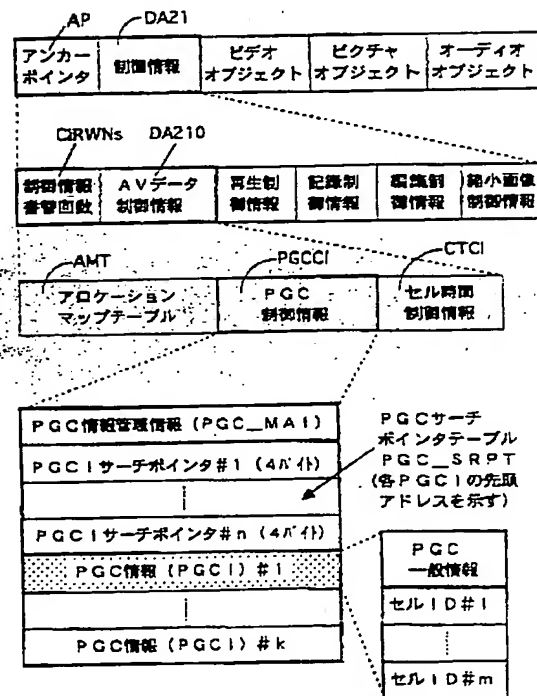 AP
DA21
アンカー
ポインタ
制御情報
ビデオ
オブジェクト
ピクチャ
オブジェクト
オーディオ
オブジェクト
CIRWNs
DA210
制御情報
書替回数
AVデータ
制御情報
再生制
御情報
記録制
御情報
編集制
御情報
縮小画像
制御情報
AMT
PGCCI
CTCI
アロケーション
マップテーブル
PGC
制御情報
セル時間
制御情報
PGC情報管理情報(PGC_MAI)
PGCIサーチポインタ#1(4バイト)
PGCIサーチポインタ#n(4バイト)
PGC情報(PGCI)#1
PGC情報(PGCI)#k
PGCサーチ
ポインタテーブル
PGC_SRPT
(各PGCIの先頭
アドレスを示す)
PGC
一般情報
セルID#1
セルID#m